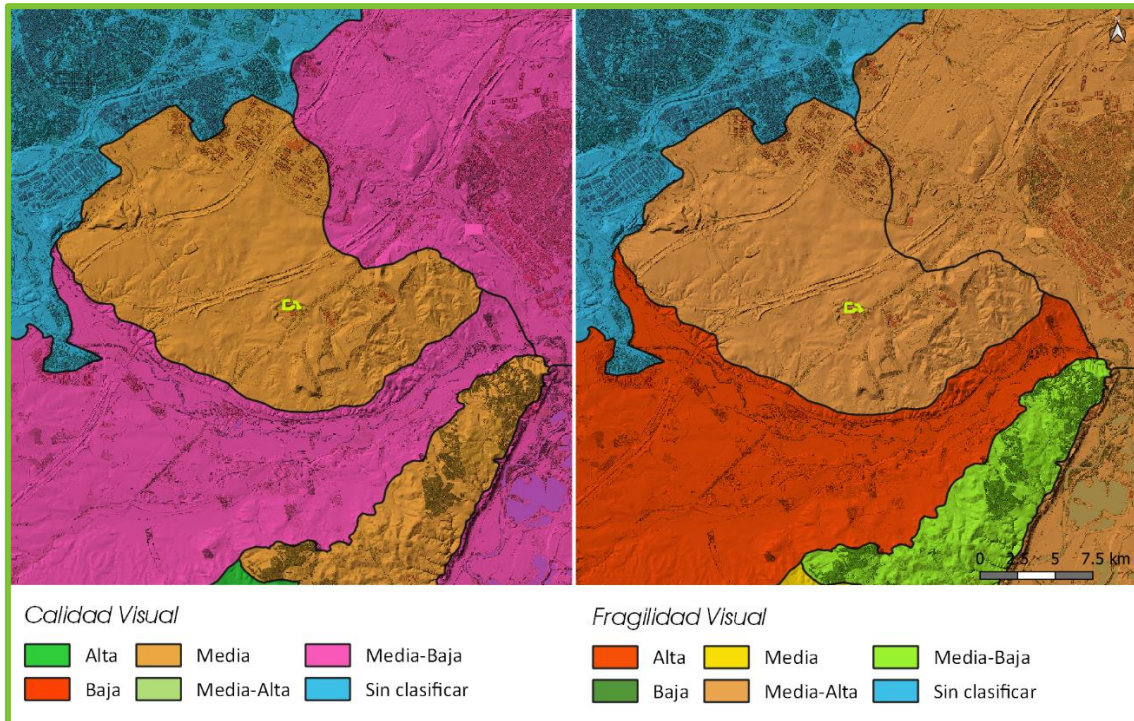 0 2.5 5 7.5 km
Calidad Visual
Alta Media Media-Baja
Baja Media-Alta Sin clasificar
Fragilidad Visual
Alta Media Media-Baja
Baja Media-Alta Sin clasificar